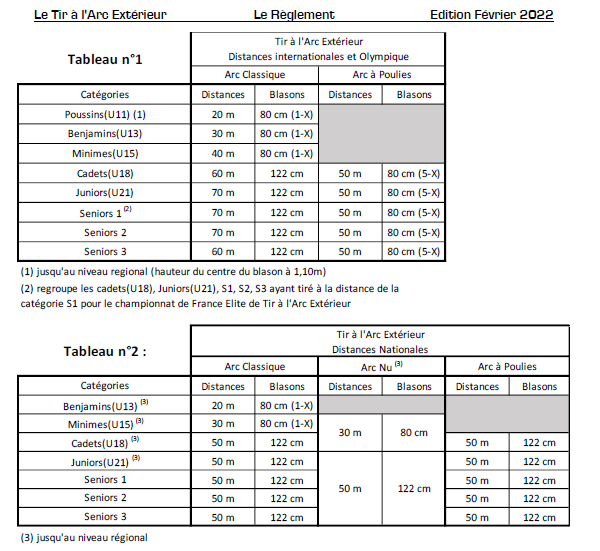 Le Tir à l'Arc Extérieur Le Règlement Edition Février 2022
Tableau n°1
Tir à l'Arc Extérieur
Distances internationales et Olympique
Arc Classique Arc à Poulies
Catégories Distances Blasons Distances Blasons
Poussins(U11) (1) 20 m 80 cm (1-X)
Benjamins(U13) 30 m 80 cm (1-X)
Minimes(U15) 40 m 80 cm (1-X)
Cadets(U18) 60 m 122 cm 50 m 80 cm (5-X)
Juniors(U21) 70 m 122 cm 50 m 80 cm (5-X)
Seniors 1 (2) 70 m 122 cm 50 m 80 cm (5-X)
Seniors 2 70 m 122 cm 50 m 80 cm (5-X)
Seniors 3 60 m 122 cm 50 m 80 cm (5-X)
(1) jusqu'au niveau regional (hauteur du centre du blason à 1,10m)
(2) regroupe les cadets(U18), Juniors(U21), S1, S2, S3 ayant tiré à la distance de la
catégorie S1 pour le championnat de France Elite de Tir à l'Arc Extérieur
Tableau n°2 :
Tir à l'Arc Extérieur
Distances Nationales
Arc Classique Arc Nu (3) Arc à Poulies
Catégories Distances Blasons Distances Blasons Distances Blasons
Benjamins(U13) (3) 20 m 80 cm (1-X)
Minimes(U15) (3) 30 m 80 cm (1-X)
30 m 80 cm
Cadets(U18) (3) 50 m 122 cm 50 m 122 cm
Juniors(U21) (3) 50 m 122 cm 50 m 122 cm
Seniors 1 50 m 122 cm 50 m 122 cm
50 m 122 cm
Seniors 2 50 m 122 cm 50 m 122 cm
Seniors 3 50 m 122 cm 50 m 122 cm
(3) jusqu'au niveau régional